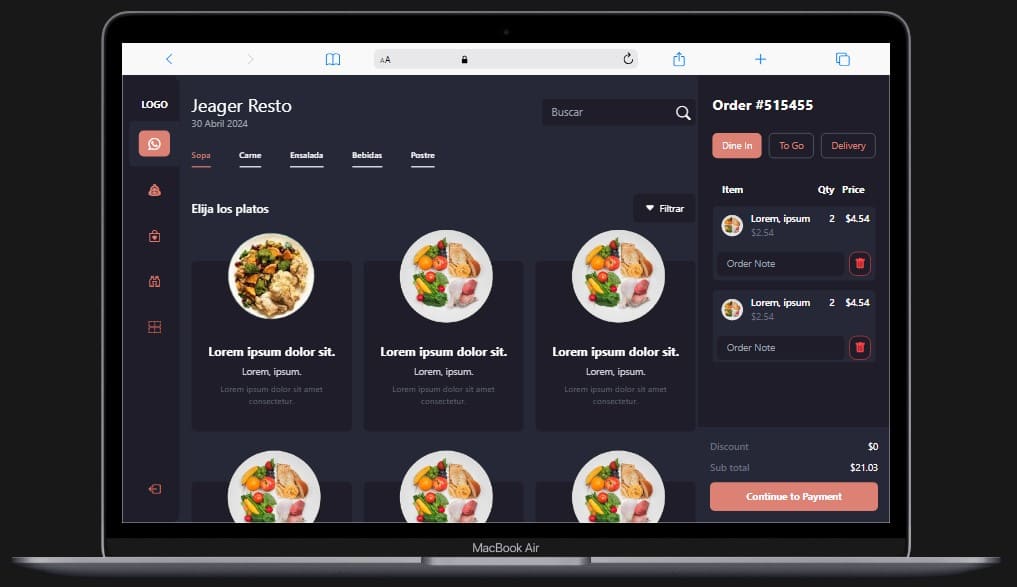 AA
LOGO
Jeager Resto
30 Abril 2024
Buscar
Sopa
Carne
Ensalada
Bebidas
Postre
Elija los platos
Filtrar
Lorem ipsum dolor sit.
Lorem, ipsum.
Lorem ipsum dolor sit amet
consectetur.
Lorem ipsum dolor sit.
Lorem, ipsum.
Lorem ipsum dolor sit amet
consectetur.
Lorem ipsum dolor sit.
Lorem, ipsum.
Lorem ipsum dolor sit amet
consectetur.
Order #515455
Dine In
To Go
Delivery
Item Qty Price
Lorem, ipsum 2 $4.54
$2.54
Order Note
Lorem, ipsum 2 $4.54
$2.54
Order Note
Discount $0
Sub total $21.03
Continue to Payment
MacBook Air